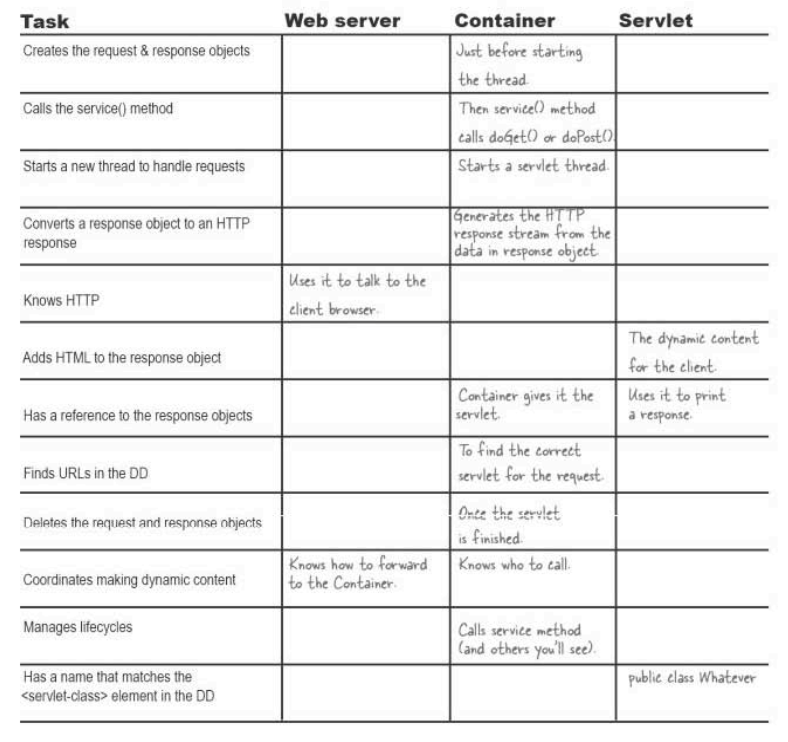 Task Web server Container Servlet
Creates the request & response objects
Just before starting
the thread.
Calls the service() method
Then service() method
calls doGet() or doPost().
Starts a new thread to handle requests
Starts a servlet thread.
Converts a response object to an HTTP
response
Generates the HTTP
response stream from the
data in response object.
Knows HTTP
Uses it to talk to the
client browser.
Adds HTML to the response object
The dynamic content
for the client.
Has a reference to the response objects
Container gives it the
servlet.
Uses it to print
a response.
Finds URLs in the DD
To find the correct
servlet for the request.
Deletes the request and response objects
Once the servlet
is finished.
Coordinates making dynamic content
Knows how to forward
to the Container.
Knows who to call.
Manages lifecycles
Calls service method
(and others you'll see).
Has a name that matches the
<servlet-class> element in the DD
public class Whatever